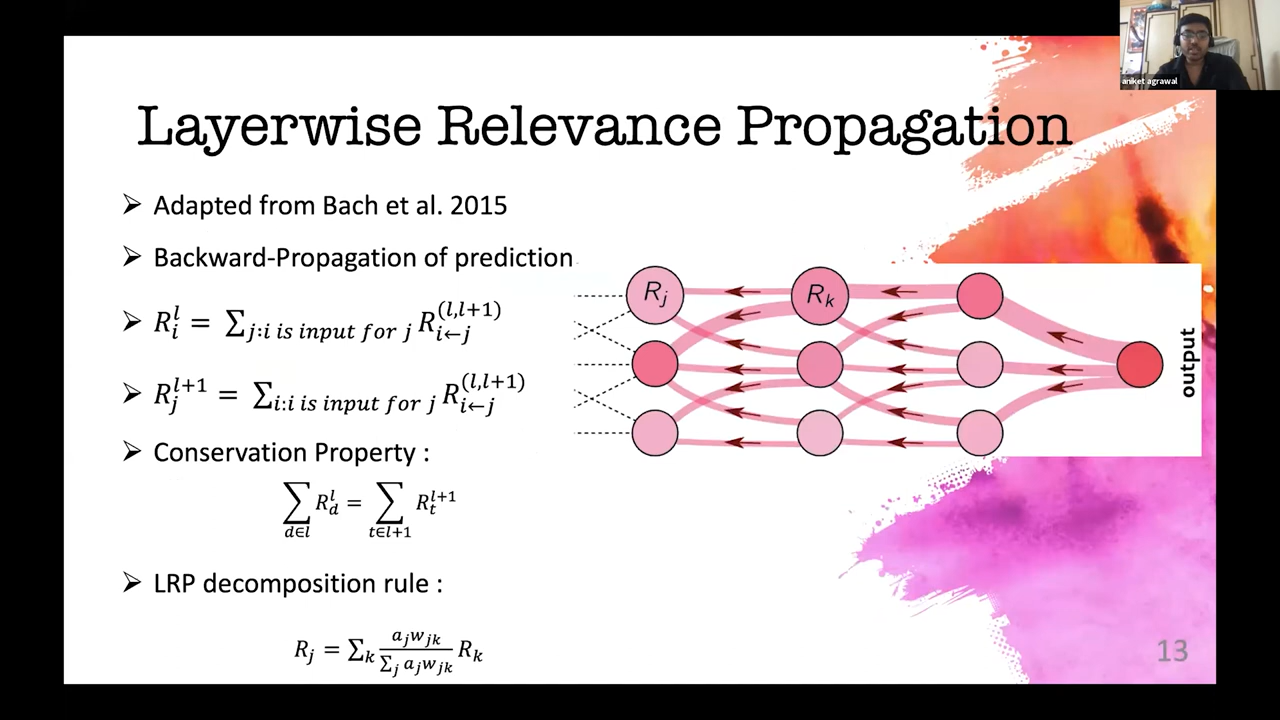 aniket agrawal
Layerwise Relevance Propagation
➢ Adapted from Bach et al. 2015
➢ Backward-Propagation of prediction
➢ R_i^l = ∑_{j:i is input for j} R_{i←j}^{(l,l+1)}
➢ R_j^{l+1} = ∑_{i:i is input for j} R_{i←j}^{(l,l+1)}
➢ Conservation Property :
∑_{d∈l} R_d^l = ∑_{t∈l+1} R_t^{l+1}
➢ LRP decomposition rule :
R_j = ∑_k \frac{a_j w_{jk}}{∑_j a_j w_{jk}} R_k
R_j
R_k
output
13